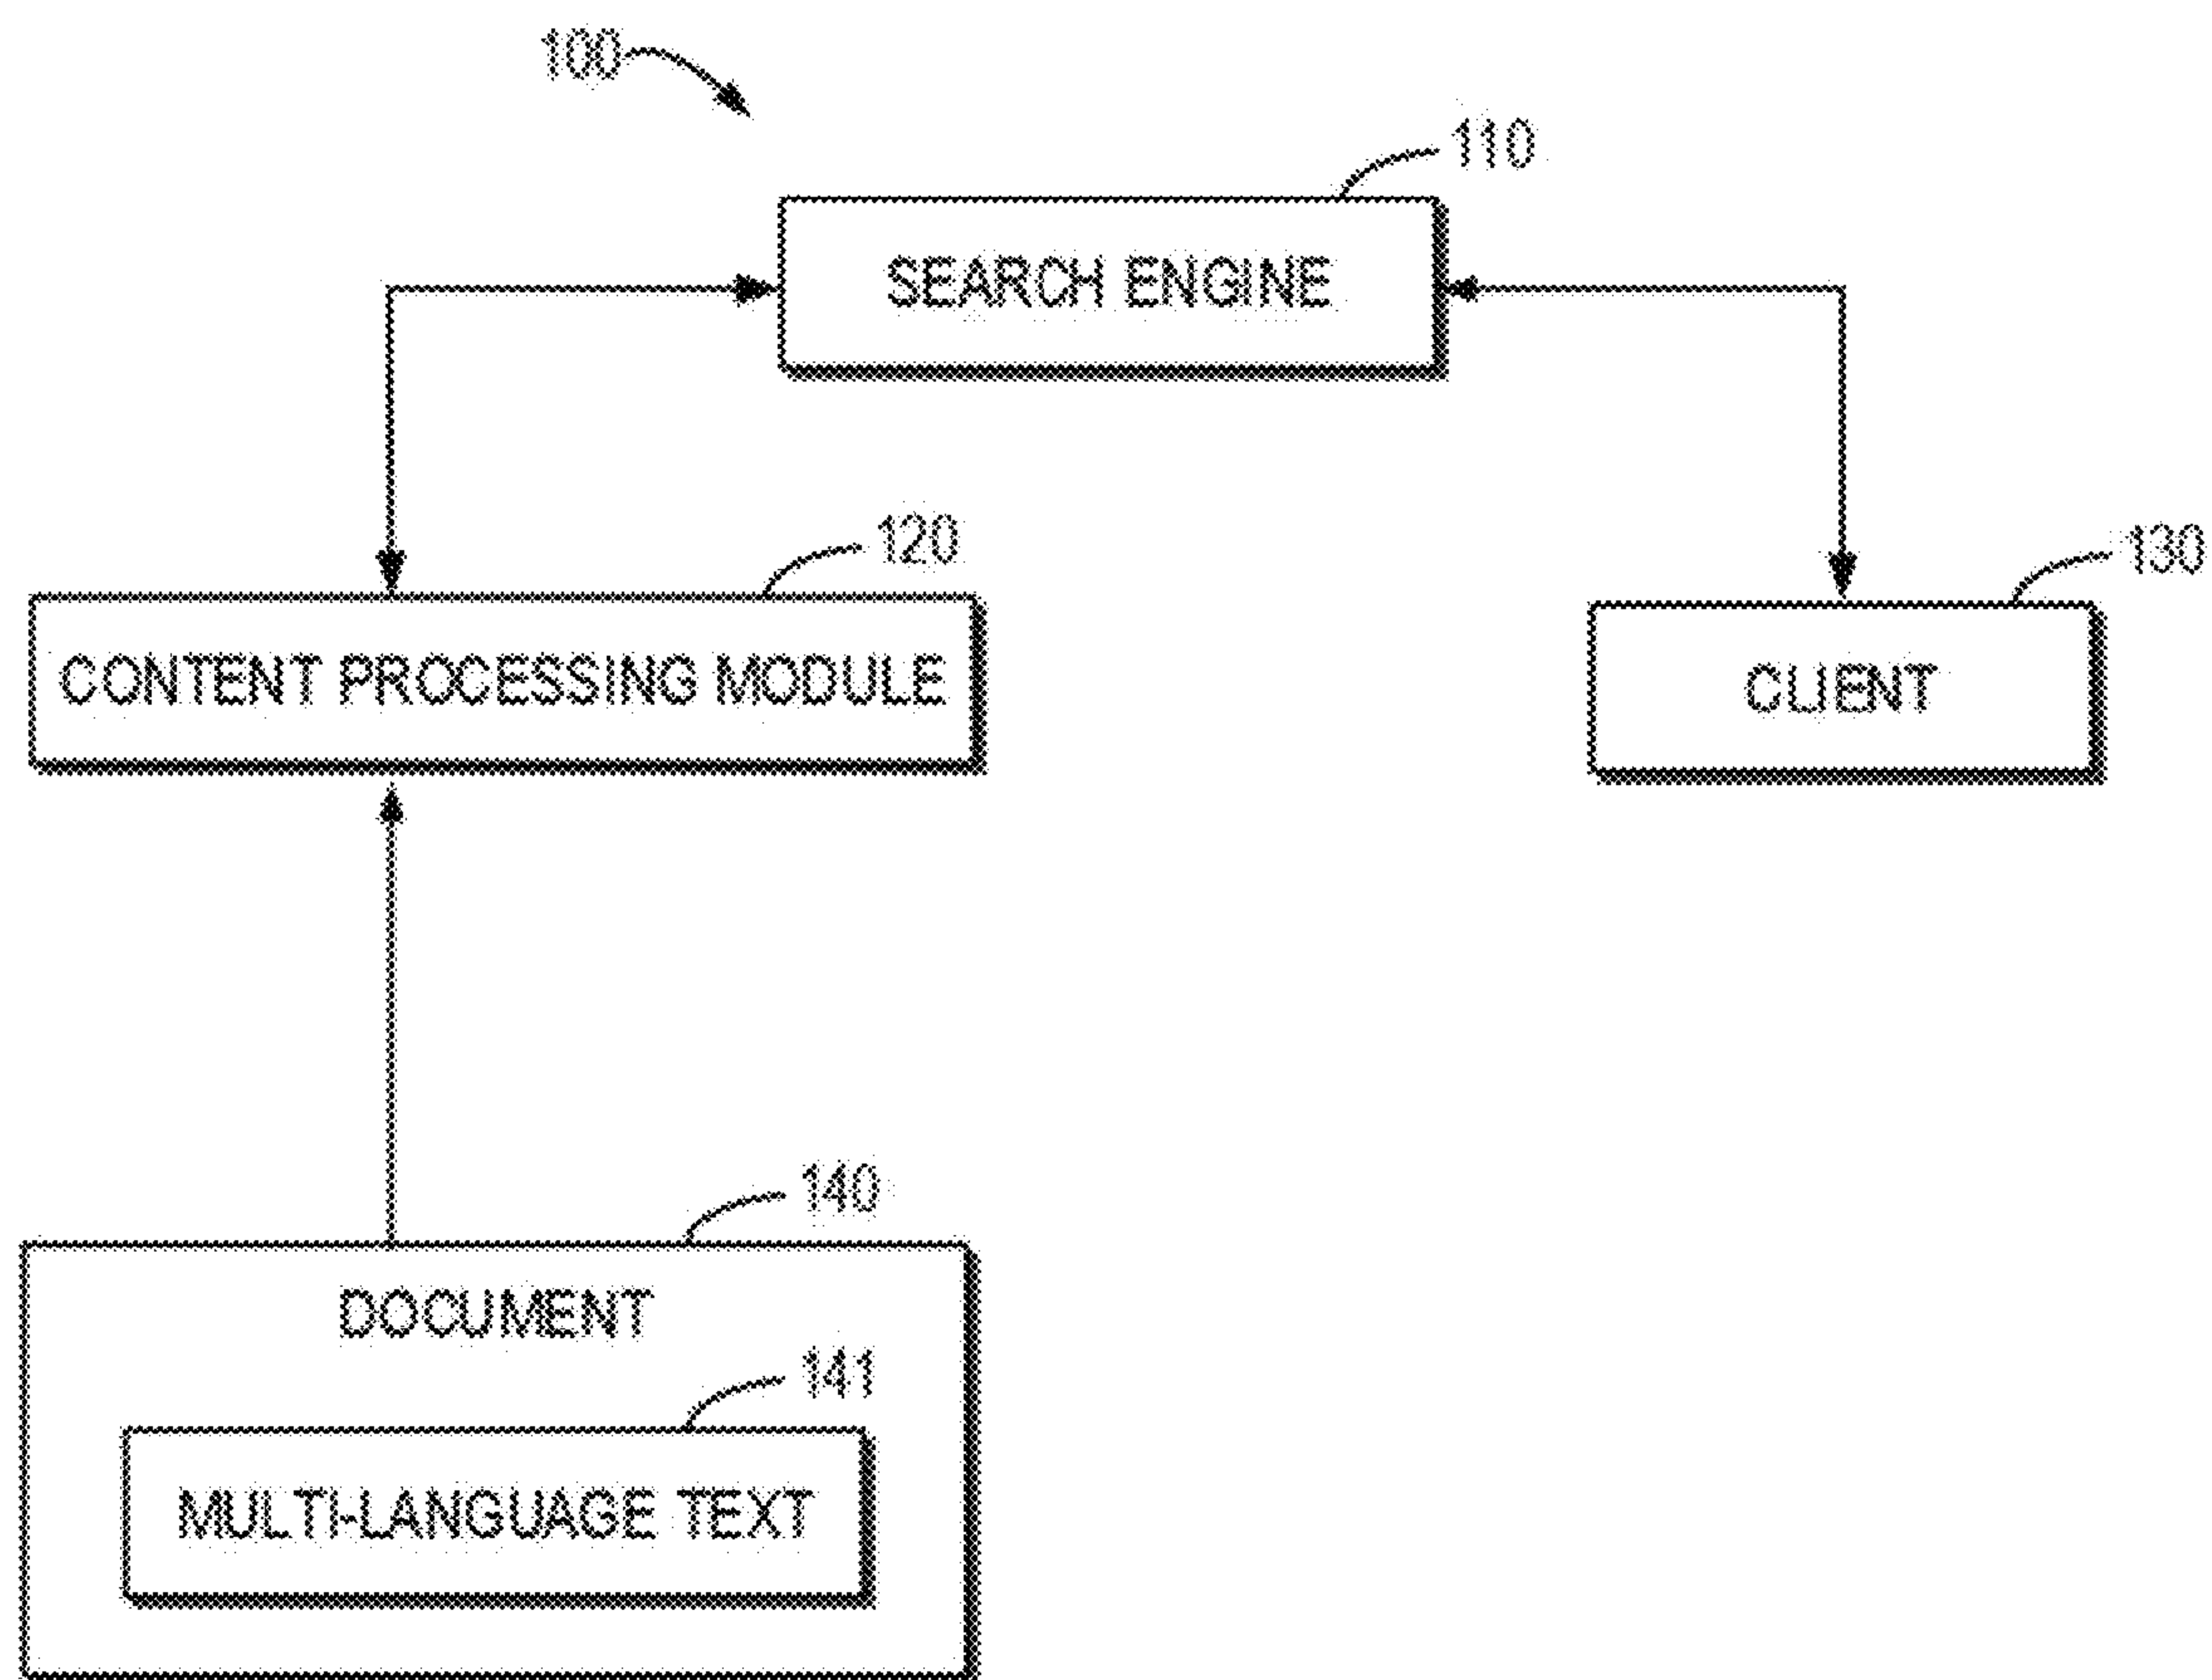 100
110
SEARCH ENGINE
120
130
CONTENT PROCESSING MODULE
CLIENT
140
DOCUMENT
141
MULTI-LANGUAGE TEXT